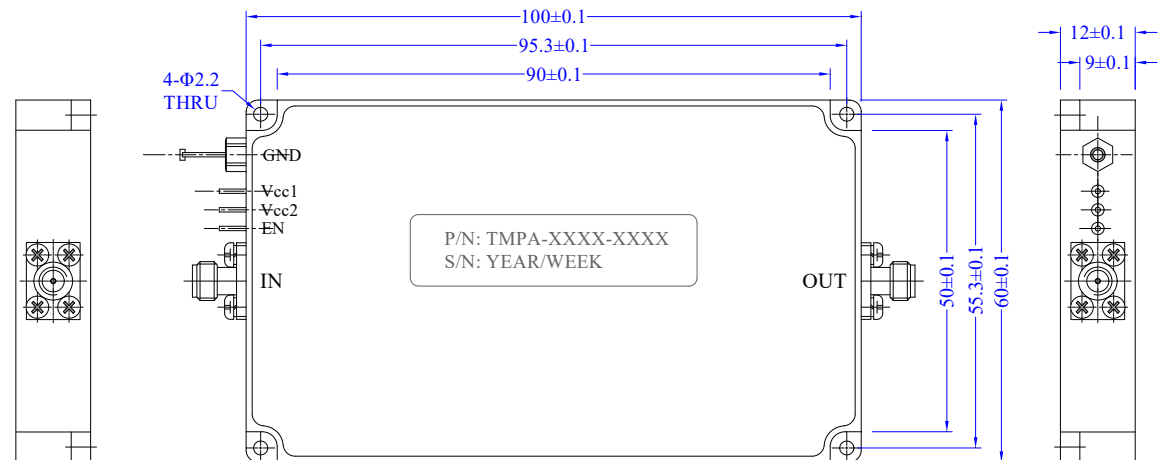 100±0.1
95.3±0.1
90±0.1
12±0.1
9±0.1
4-Φ2.2
THRU
GND
Vcc1
Vcc2
EN
IN
P/N: TMPA-XXXX-XXXX
S/N: YEAR/WEEK
OUT
50±0.1
55.3±0.1
60±0.1